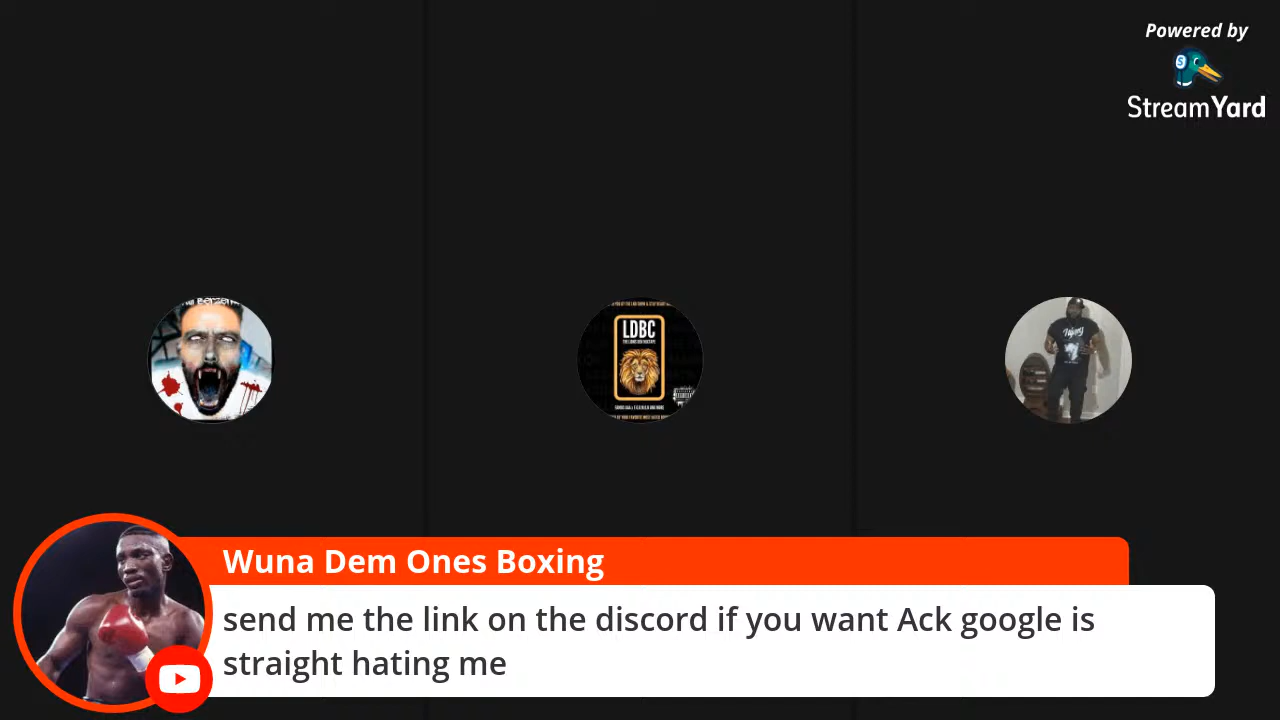 Powered by
StreamYard
LDBC
Wuna Dem Ones Boxing
send me the link on the discord if you want Ack google is
straight hating me